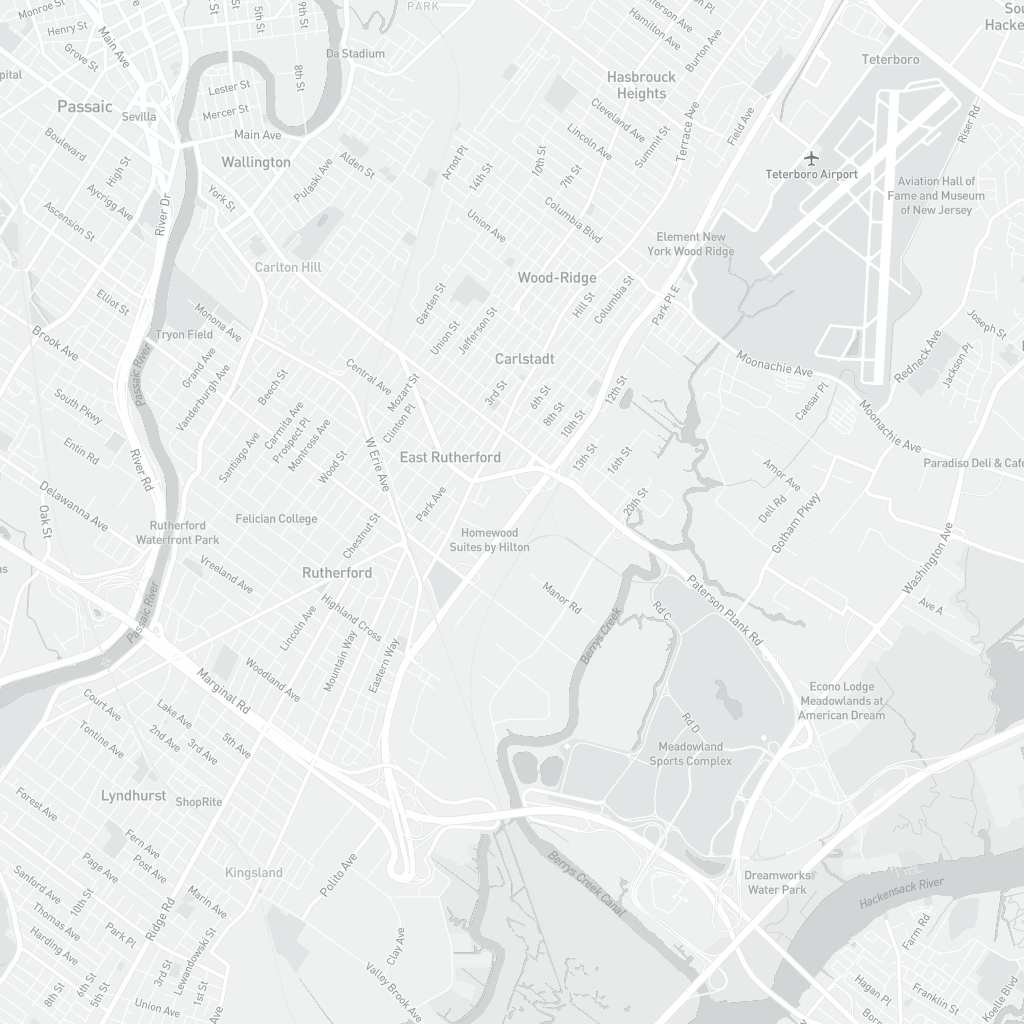 Monroe St
Henry St
Main Ave
5th St
9th St
PARK
Jefferson Ave
Hamilton Ave
Burton Ave
Pl
Sou
Hacke
Grove St
Da Stadium
8th St
Teterboro
pital
Lester St
Hasbrouck
Heights
Passaic
Sevilla
Mercer St
Cleveland Ave
Terrace Ave
Field Ave
Riser Rd
Main Ave
Boulevard
High St
Wallington
Pulaski Ave
Alden St
Arnot Pl
14th St
10th St
7th St
Lincoln Ave
Summit St
Teterboro Airport
Aviation Hall of
Fame and Museum
of New Jersey
Aycrigg Ave
Ascension St
River Dr
York St
Union Ave
Columbia Blvd
Element New
York Wood Ridge
Carlton Hill
Wood-Ridge
Elliot St
Monona Ave
Garden St
Hill St
Columbia St
Park Pl E
Brook Ave
Tryon Field
Union St
Jefferson St
Joseph St
Passaic River
Grand Ave
Vanderburgh Ave
Beech St
Central Ave
Mozart St
Carlstadt
Moonachie Ave
Redneck Ave
Jackson Pl
South Pkwy
Carmita Ave
Prospect Pl
Montross Ave
Clinton Pl
3rd St
6th St
8th St
10th St
12th St
Caesar Pl
Moonachie Ave
Entin Rd
River Rd
Santiago Ave
Wood St
W Erie Ave
East Rutherford
13th St
16th St
Amor Ave
Paradiso Deli & Cafe
Delawanna Ave
Oak St
Rutherford
Waterfront Park
Felician College
Park Ave
Chestnut St
Homewood
Suites by Hilton
20th St
Dell Rd
Gotham Pkwy
Washington Ave
ns
Vreeland Ave
Rutherford
Manor Rd
Passaic River
Lincoln Ave
Highland Cross
Berrys Creek
Rd C
Paterson Plank Rd
Ave A
Mountain Way
Eastern Way
Marginal Rd
Woodland Ave
Court Ave
Lake Ave
Tontine Ave
2nd Ave
3rd Ave
5th Ave
Rd D
Econo Lodge
Meadowlands at
American Dream
Meadowland
Sports Complex
Forest Ave
Lyndhurst
ShopRite
Fern Ave
Post Ave
Page Ave
Kingsland
Polito Ave
Berrys Creek Canal
Dreamworks
Water Park
Hackensack River
Sanford Ave
10th St
Marin Ave
Thomas Ave
Park Pl
Ridge Rd
Harding Ave
Lewandowski St
Clay Ave
Farm Rd
8th St
6th St
5th St
3rd St
1st St
Union Ave
Ave
Valley Brook Ave
Hagan Pl
Franklin St
Koelle Blvd